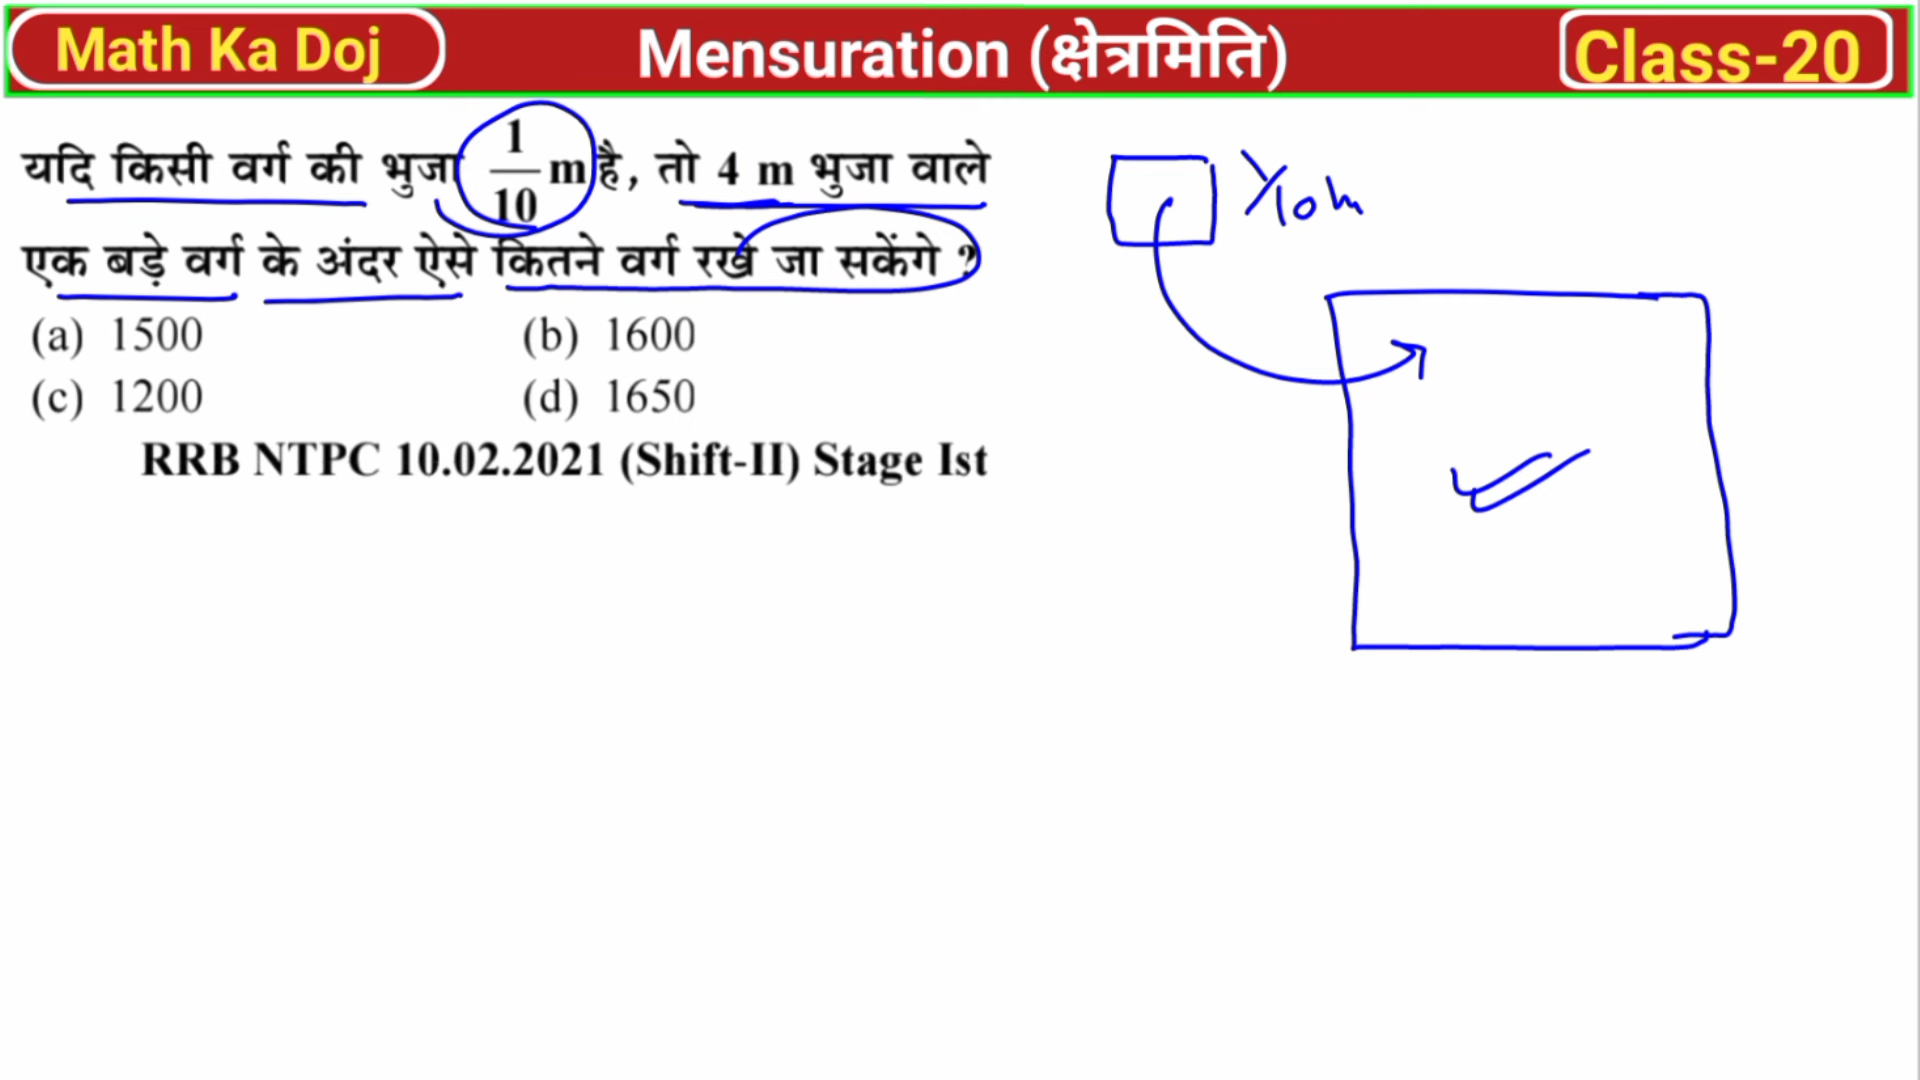 Math Ka Doj
Mensuration (क्षेत्रमिति)
Class-20
यदि किसी वर्ग की भुजा 1/10 m है, तो 4 m भुजा वाले
एक बड़े वर्ग के अंदर ऐसे कितने वर्ग रखे जा सकेंगे ?
(a) 1500 (b) 1600
(c) 1200 (d) 1650
RRB NTPC 10.02.2021 (Shift-II) Stage Ist
1/10 m